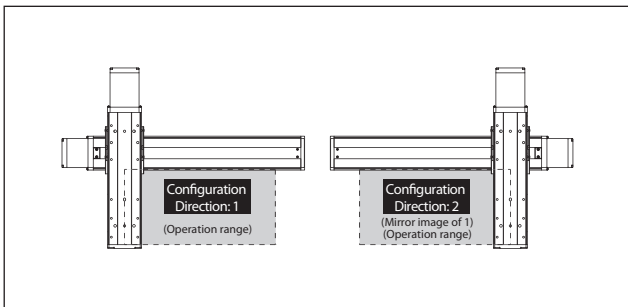 Configuration
Direction: 1
(Operation range)
Configuration
Direction: 2
(Mirror image of 1)
(Operation range)